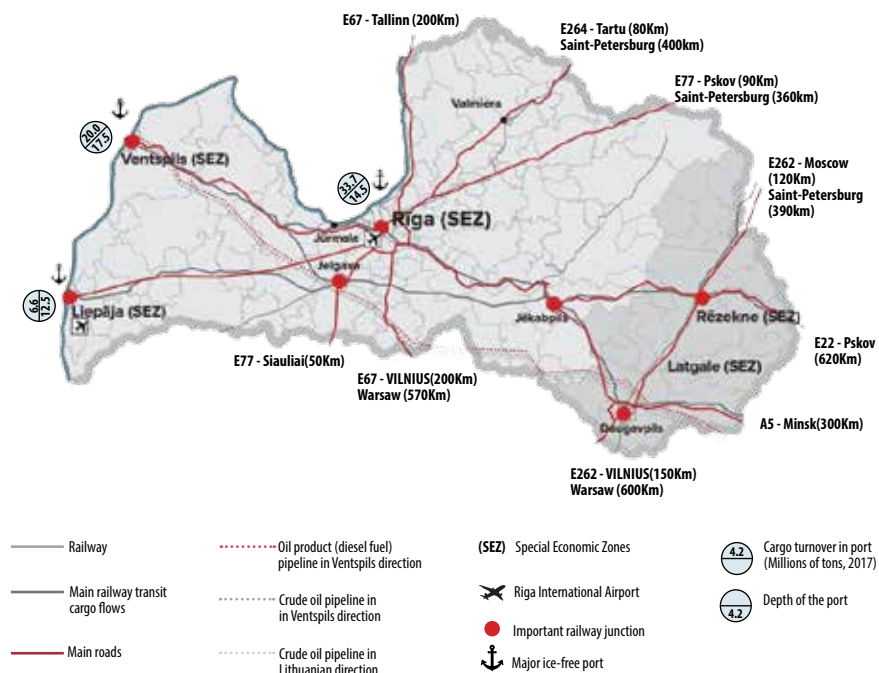 E67 - Tallinn (200Km)
E264 - Tartu (80Km)
Saint-Petersburg (400km)
E77 - Pskov (90Km)
Saint-Petersburg (360km)
Valmiera
20.0
17.5
Ventspils (SEZ)
E262 - Moscow
(120Km)
Saint-Petersburg
(390km)
33.7
14.5
Rīga (SEZ)
Jūrmala
Jelgava
6.6
12.5
Liepāja (SEZ)
Jēkabpils
Rēzekne (SEZ)
E22 - Pskov
(620Km)
E77 - Siauliai(50Km)
E67 - VILNIUS(200Km)
Warsaw (570Km)
Latgale (SEZ)
Daugavpils
A5 - Minsk(300Km)
E262 - VILNIUS(150Km)
Warsaw (600Km)
Railway
Main railway transit
cargo flows
Main roads
Oil product (diesel fuel)
pipeline in Ventspils direction
Crude oil pipeline in
in Ventspils direction
Crude oil pipeline in
Lithuanian direction
(SEZ) Special Economic Zones
Riga International Airport
Important railway junction
Major ice-free port
4.2
Cargo turnover in port
(Millions of tons, 2017)
4.2
Depth of the port